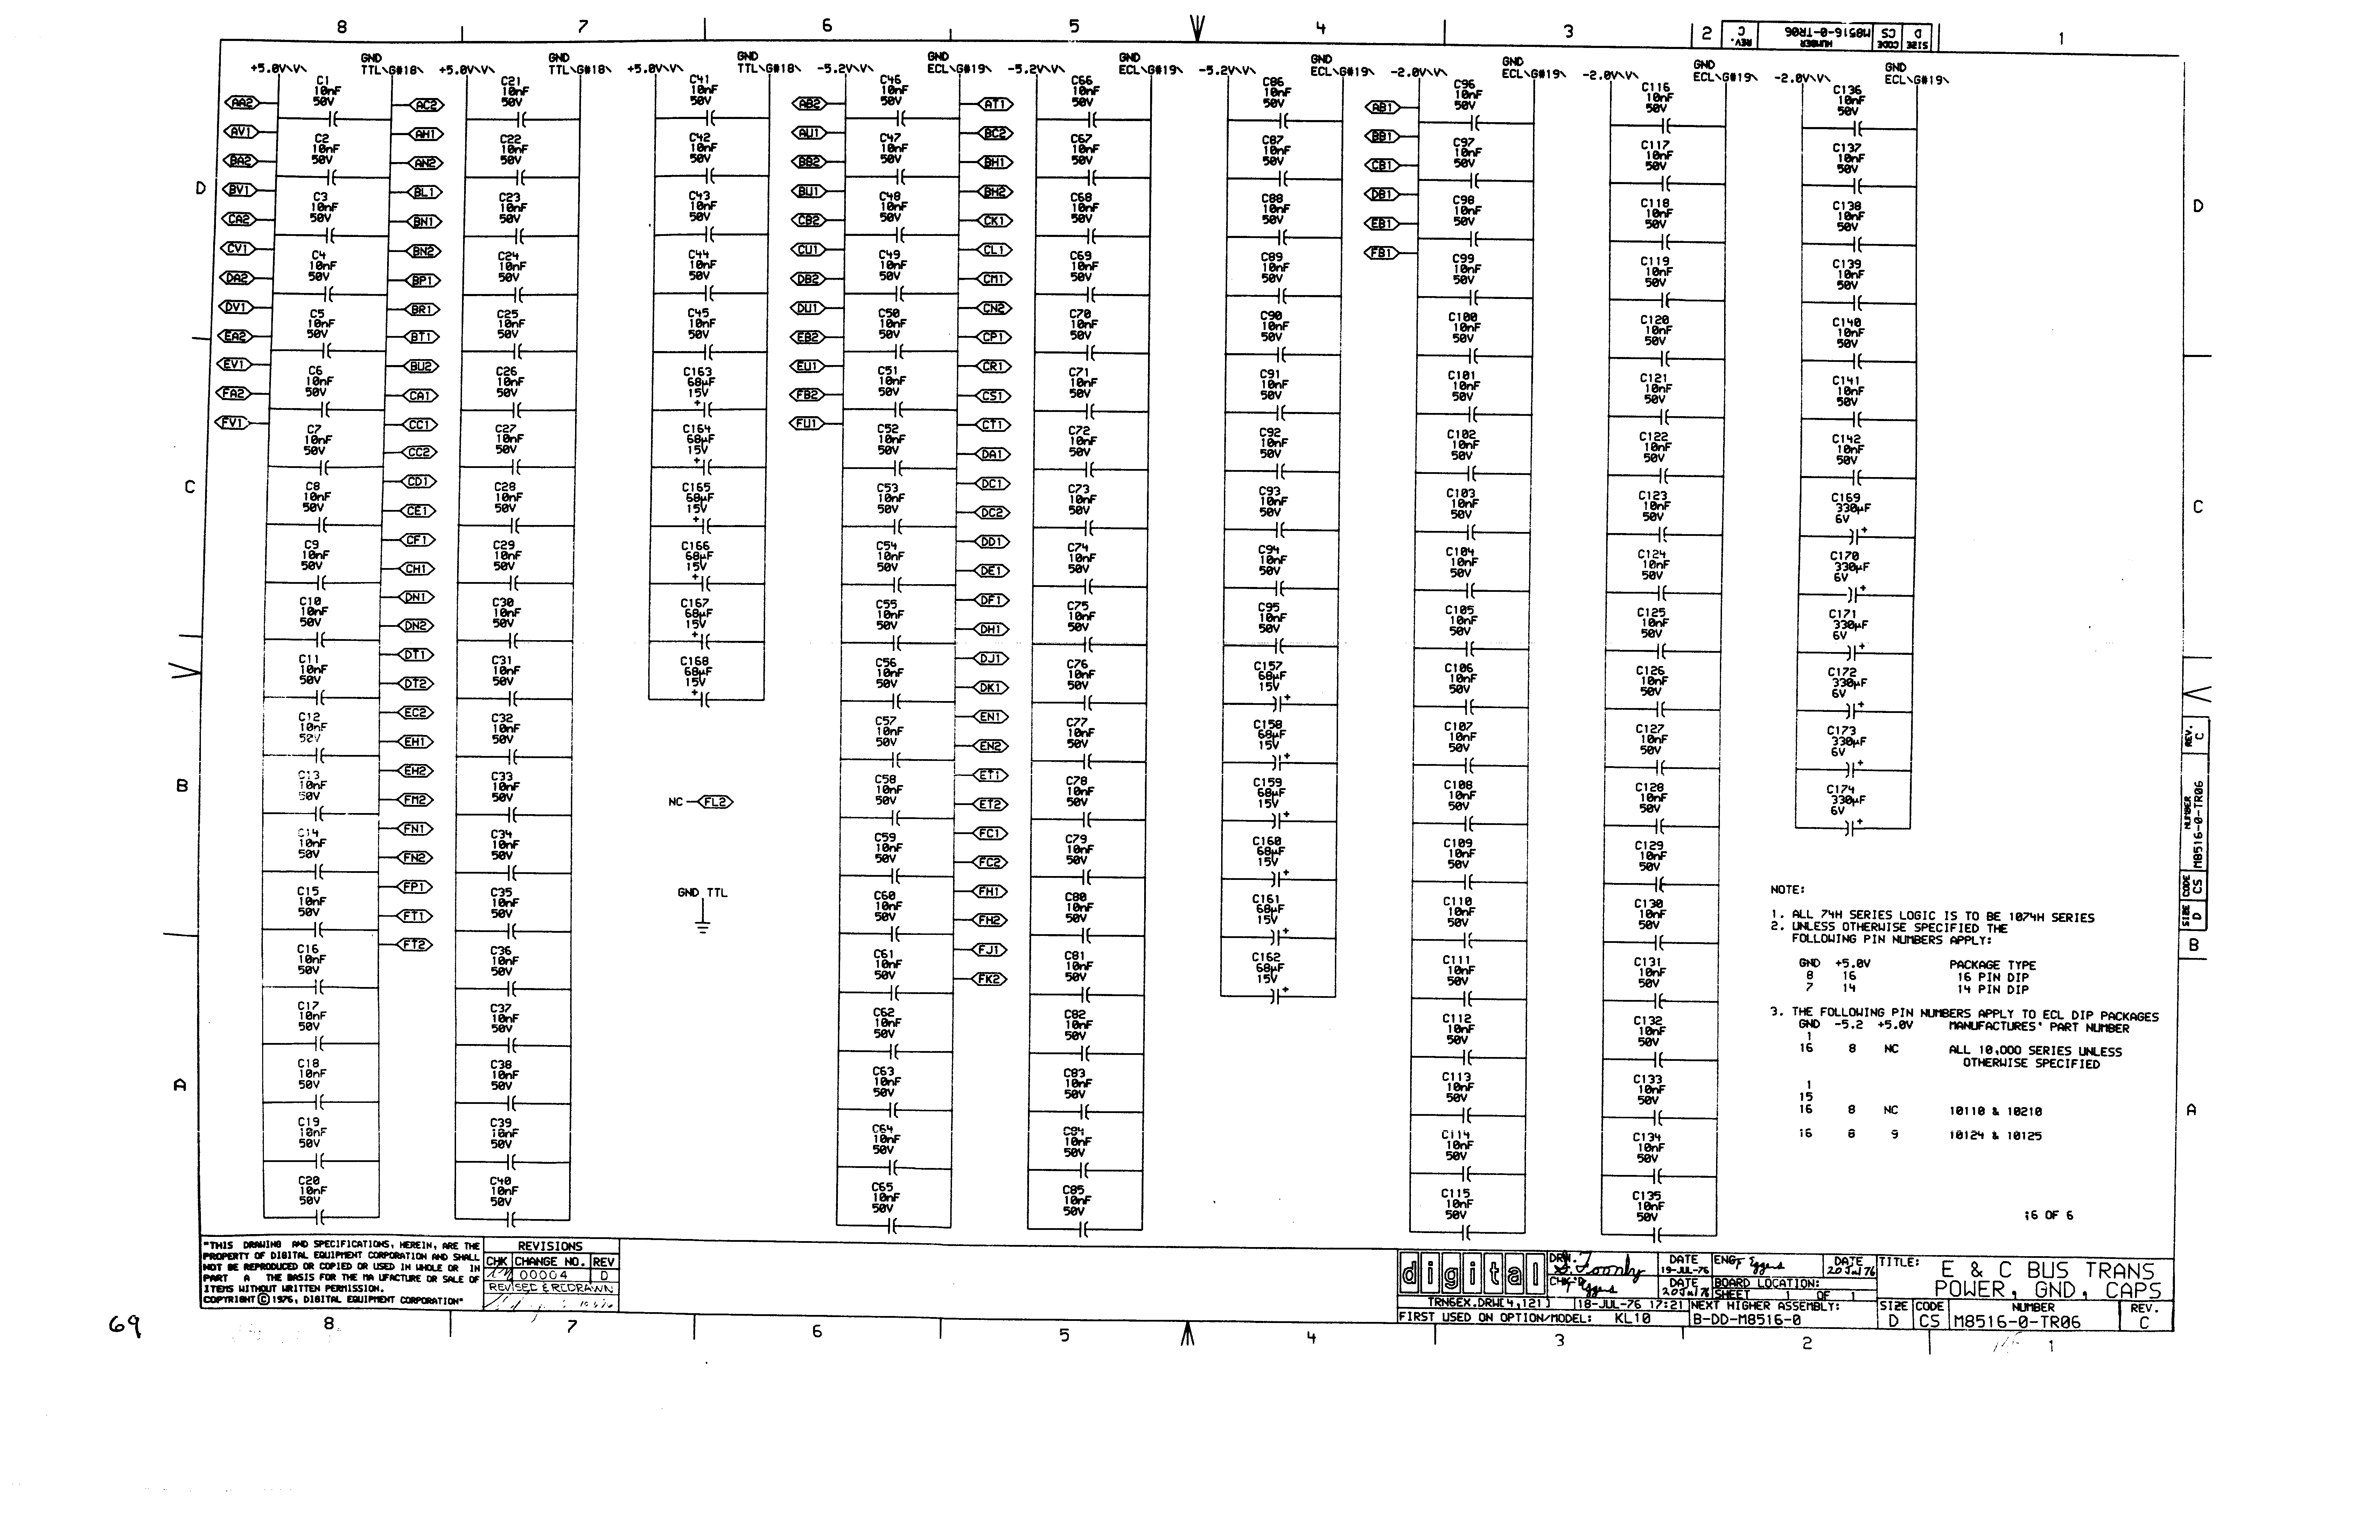 8 7 6 5 4 3 2 1
SIZE CODE NUMBER REV.
D CS M8516-0-TR06 C
+5.0V\V\ GND TTL\G#18\ +5.0V\V\ GND TTL\G#18\ +5.0V\V\ GND TTL\G#18\ -5.2V\V\ GND ECL\G#19\ -5.2V\V\ GND ECL\G#19\ -5.2V\V\ GND ECL\G#19\ -2.0V\V\ GND ECL\G#19\ -2.0V\V\ GND ECL\G#19\ -2.0V\V\ GND ECL\G#19\
AA2
AV1
BA2
BV1
CA2
CV1
DA2
DV1
EA2
EV1
FA2
FV1
C1 10nF 50V
C2 10nF 50V
C3 10nF 50V
C4 10nF 50V
C5 10nF 50V
C6 10nF 50V
C7 10nF 50V
C8 10nF 50V
C9 10nF 50V
C10 10nF 50V
C11 10nF 50V
C12 10nF 50V
C13 10nF 50V
C14 10nF 50V
C15 10nF 50V
C16 10nF 50V
C17 10nF 50V
C18 10nF 50V
C19 10nF 50V
C20 10nF 50V
AC2
AH1
AN2
BL1
BN1
BN2
BP1
BR1
BT1
BU2
CA1
CC1
CC2
CD1
CE1
CF1
CH1
DN1
DN2
DT1
DT2
EC2
EH1
EH2
FM2
FN1
FN2
FP1
FT1
FT2
C21 10nF 50V
C22 10nF 50V
C23 10nF 50V
C24 10nF 50V
C25 10nF 50V
C26 10nF 50V
C27 10nF 50V
C28 10nF 50V
C29 10nF 50V
C30 10nF 50V
C31 10nF 50V
C32 10nF 50V
C33 10nF 50V
C34 10nF 50V
C35 10nF 50V
C36 10nF 50V
C37 10nF 50V
C38 10nF 50V
C39 10nF 50V
C40 10nF 50V
C41 10nF 50V
C42 10nF 50V
C43 10nF 50V
C44 10nF 50V
C45 10nF 50V
C163 68µF 15V +
C164 68µF 15V +
C165 68µF 15V +
C166 68µF 15V +
C167 68µF 15V +
C168 68µF 15V +
NC FL2
GND TTL
AB2
AU1
BB2
BU1
CB2
CU1
DB2
DU1
EB2
EU1
FB2
FU1
C46 10nF 50V
C47 10nF 50V
C48 10nF 50V
C49 10nF 50V
C50 10nF 50V
C51 10nF 50V
C52 10nF 50V
C53 10nF 50V
C54 10nF 50V
C55 10nF 50V
C56 10nF 50V
C57 10nF 50V
C58 10nF 50V
C59 10nF 50V
C60 10nF 50V
C61 10nF 50V
C62 10nF 50V
C63 10nF 50V
C64 10nF 50V
C65 10nF 50V
AT1
BC2
BH1
BH2
CK1
CL1
CM1
CN2
CP1
CR1
CS1
CT1
DA1
DC1
DC2
DD1
DE1
DF1
DH1
DJ1
DK1
EN1
EN2
ET1
ET2
FC1
FC2
FH1
FH2
FJ1
FK2
C66 10nF 50V
C67 10nF 50V
C68 10nF 50V
C69 10nF 50V
C70 10nF 50V
C71 10nF 50V
C72 10nF 50V
C73 10nF 50V
C74 10nF 50V
C75 10nF 50V
C76 10nF 50V
C77 10nF 50V
C78 10nF 50V
C79 10nF 50V
C80 10nF 50V
C81 10nF 50V
C82 10nF 50V
C83 10nF 50V
C84 10nF 50V
C85 10nF 50V
C86 10nF 50V
C87 10nF 50V
C88 10nF 50V
C89 10nF 50V
C90 10nF 50V
C91 10nF 50V
C92 10nF 50V
C93 10nF 50V
C94 10nF 50V
C95 10nF 50V
C157 68µF 15V +
C158 68µF 15V +
C159 68µF 15V +
C160 68µF 15V +
C161 68µF 15V +
C162 68µF 15V +
AB1
BB1
CB1
DB1
EB1
FB1
C96 10nF 50V
C97 10nF 50V
C98 10nF 50V
C99 10nF 50V
C100 10nF 50V
C101 10nF 50V
C102 10nF 50V
C103 10nF 50V
C104 10nF 50V
C105 10nF 50V
C106 10nF 50V
C107 10nF 50V
C108 10nF 50V
C109 10nF 50V
C110 10nF 50V
C111 10nF 50V
C112 10nF 50V
C113 10nF 50V
C114 10nF 50V
C115 10nF 50V
C116 10nF 50V
C117 10nF 50V
C118 10nF 50V
C119 10nF 50V
C120 10nF 50V
C121 10nF 50V
C122 10nF 50V
C123 10nF 50V
C124 10nF 50V
C125 10nF 50V
C126 10nF 50V
C127 10nF 50V
C128 10nF 50V
C129 10nF 50V
C130 10nF 50V
C131 10nF 50V
C132 10nF 50V
C133 10nF 50V
C134 10nF 50V
C135 10nF 50V
C136 10nF 50V
C137 10nF 50V
C138 10nF 50V
C139 10nF 50V
C140 10nF 50V
C141 10nF 50V
C142 10nF 50V
C169 330µF 6V +
C170 330µF 6V +
C171 330µF 6V +
C172 330µF 6V +
C173 330µF 6V +
C174 330µF 6V +
D C B A
D C B A
SIZE CODE NUMBER REV.
D CS M8516-0-TR06 C
NOTE:
1. ALL 74H SERIES LOGIC IS TO BE 1074H SERIES
2. UNLESS OTHERWISE SPECIFIED THE
FOLLOWING PIN NUMBERS APPLY:
GND +5.0V PACKAGE TYPE
8 16 16 PIN DIP
7 14 14 PIN DIP
3. THE FOLLOWING PIN NUMBERS APPLY TO ECL DIP PACKAGES
GND -5.2 +5.0V MANUFACTURES' PART NUMBER
1
16 8 NC ALL 10,000 SERIES UNLESS
OTHERWISE SPECIFIED
1
15
16 8 NC 10110 & 10210
16 8 9 10124 & 10125
6 OF 6
"THIS DRAWING AND SPECIFICATIONS, HEREIN, ARE THE
PROPERTY OF DIGITAL EQUIPMENT CORPORATION AND SHALL
NOT BE REPRODUCED OR COPIED OR USED IN WHOLE OR IN
PART A THE BASIS FOR THE MA UFACTURE OR SALE OF
ITEMS WITHOUT WRITTEN PERMISSION.
COPYRIGHT © 1976, DIGITAL EQUIPMENT CORPORATION"
REVISIONS
CHK CHANGE NO. REV
00004 D
REVISED & REDRAWN
digital
DRN. Foonly DATE 19-JUL-76 ENG. Eggers DATE 20 Jul 76
CHK'D Eggers DATE 20 Jul 76 BOARD LOCATION:
SHEET 1 OF 1
TRN6EX.DRW[4,121] 18-JUL-76 17:21 NEXT HIGHER ASSEMBLY:
FIRST USED ON OPTION/MODEL: KL10 B-DD-M8516-0
TITLE: E & C BUS TRANS
POWER, GND, CAPS
SIZE CODE NUMBER REV.
D CS M8516-0-TR06 C
69
8 7 6 5 4 3 2 1